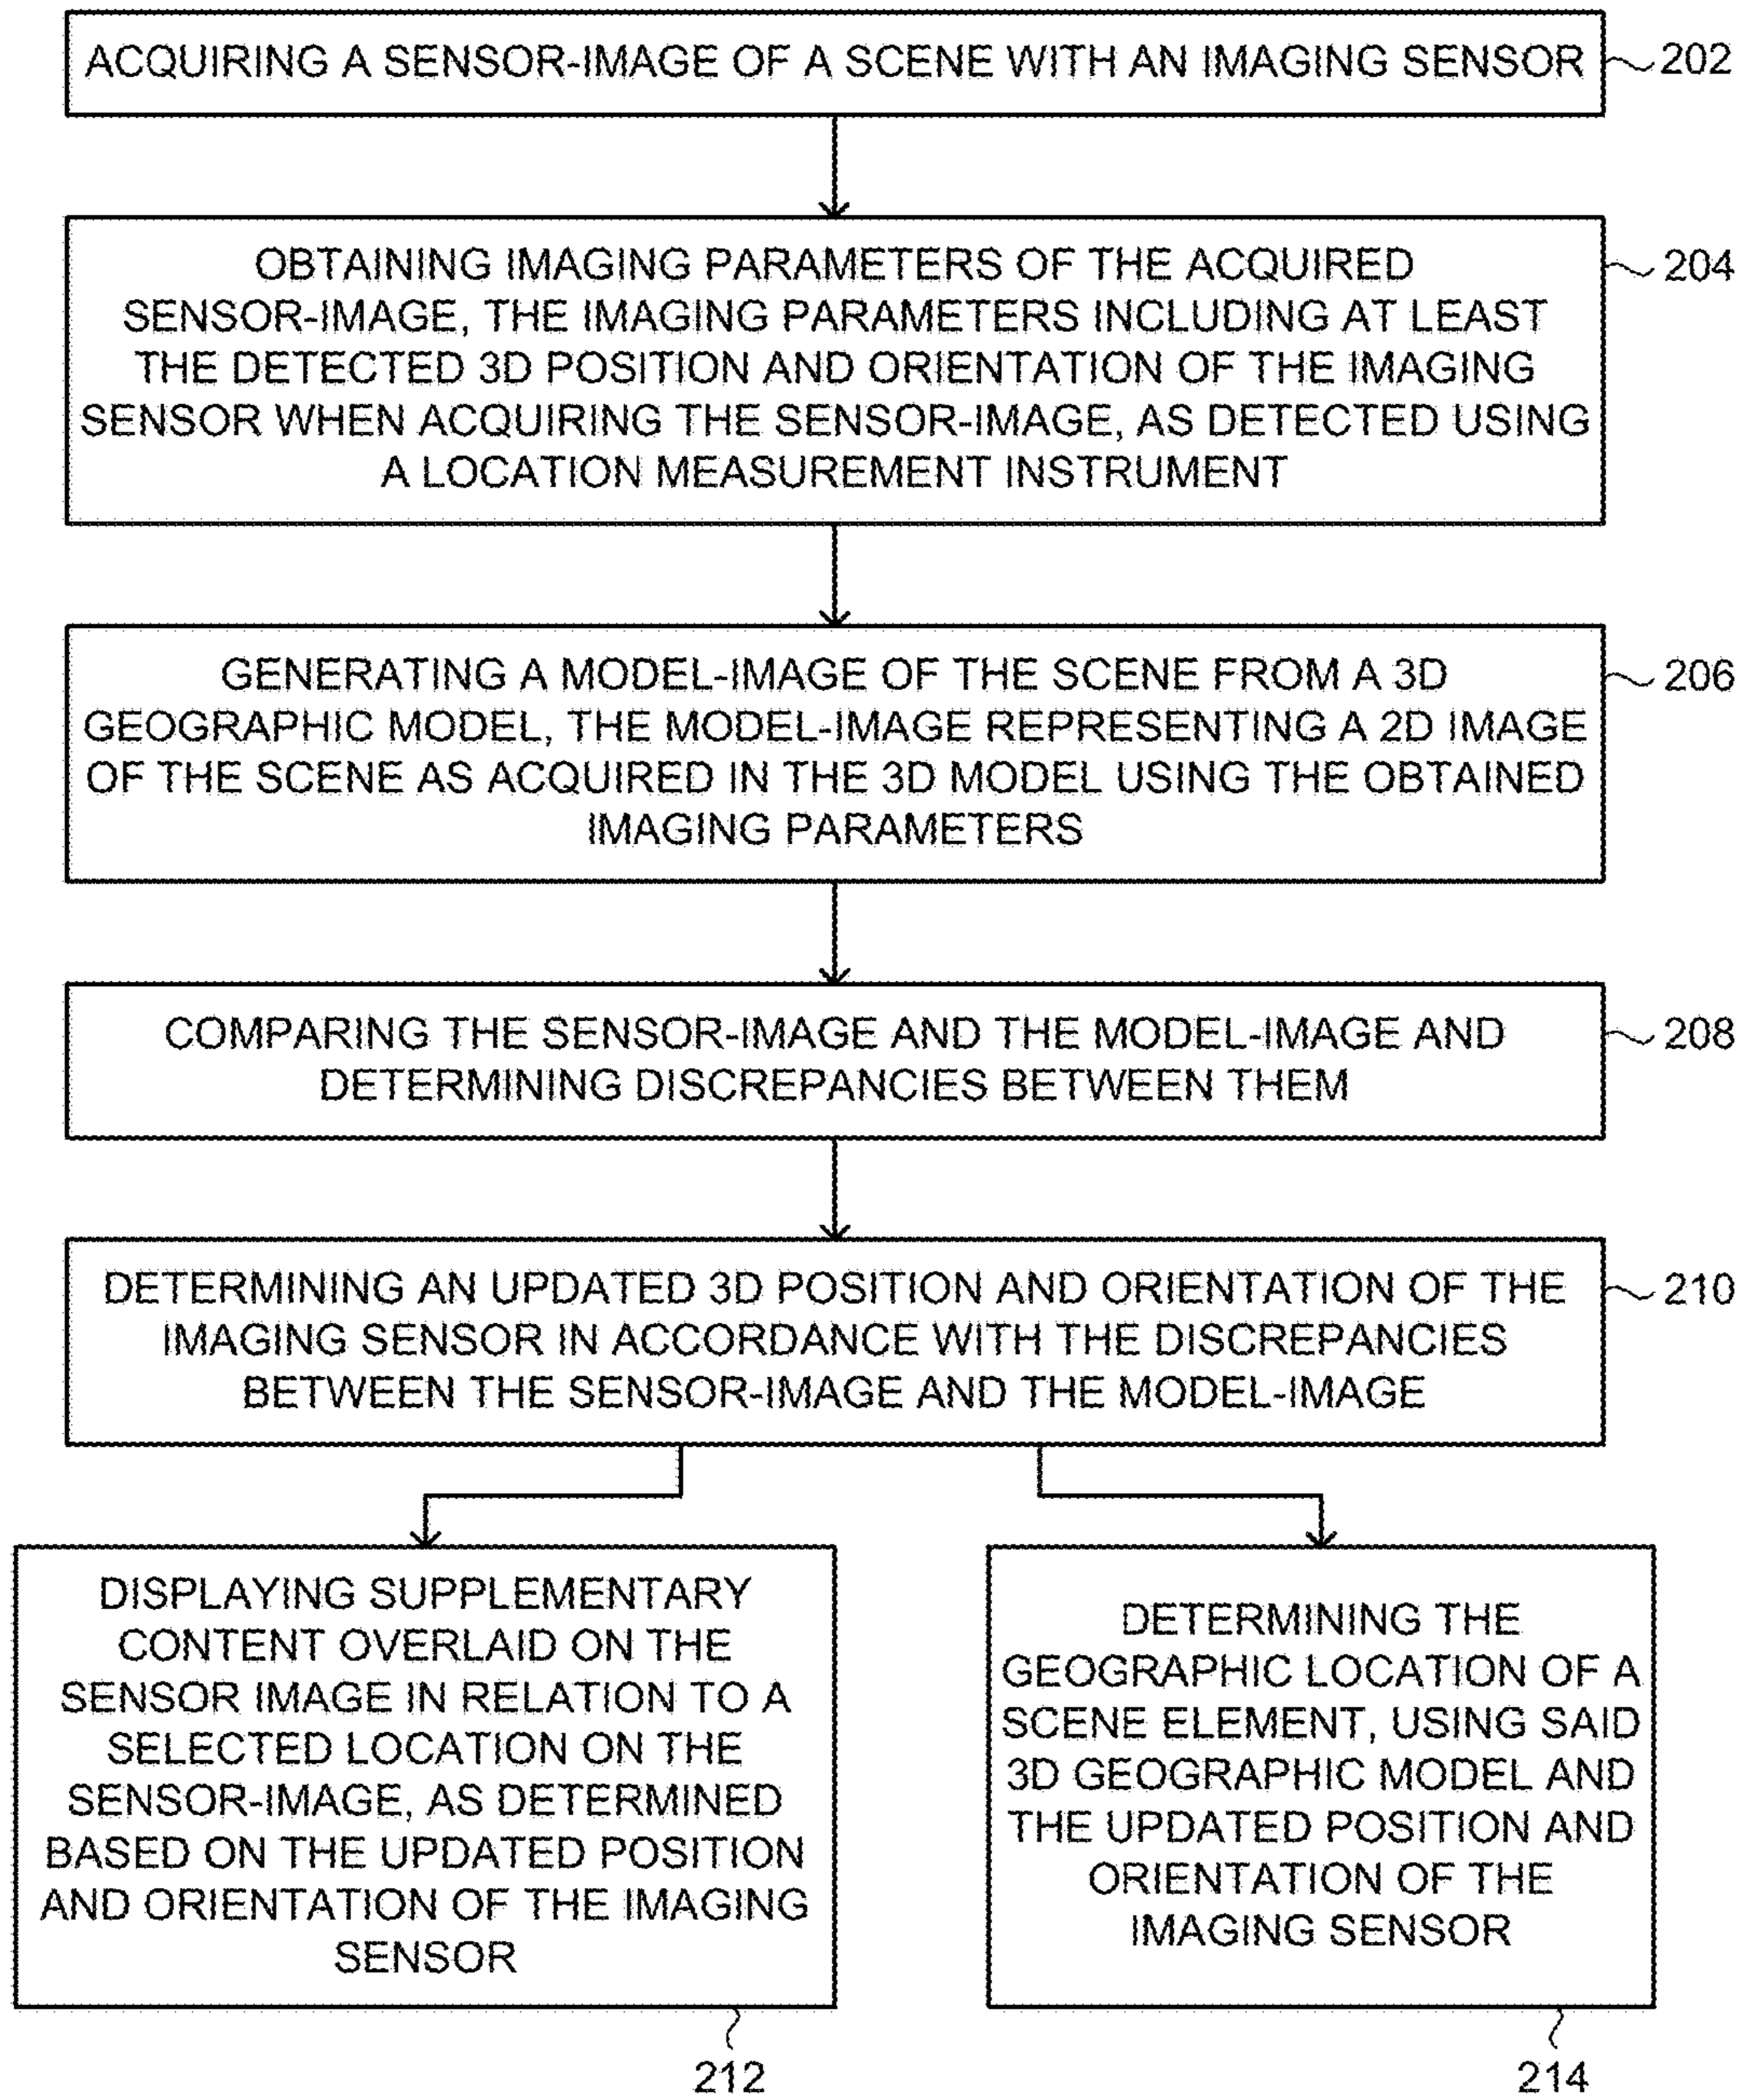 ACQUIRING A SENSOR-IMAGE OF A SCENE WITH AN IMAGING SENSOR
202
OBTAINING IMAGING PARAMETERS OF THE ACQUIRED
SENSOR-IMAGE, THE IMAGING PARAMETERS INCLUDING AT LEAST
THE DETECTED 3D POSITION AND ORIENTATION OF THE IMAGING
SENSOR WHEN ACQUIRING THE SENSOR-IMAGE, AS DETECTED USING
A LOCATION MEASUREMENT INSTRUMENT
204
GENERATING A MODEL-IMAGE OF THE SCENE FROM A 3D
GEOGRAPHIC MODEL, THE MODEL-IMAGE REPRESENTING A 2D IMAGE
OF THE SCENE AS ACQUIRED IN THE 3D MODEL USING THE OBTAINED
IMAGING PARAMETERS
206
COMPARING THE SENSOR-IMAGE AND THE MODEL-IMAGE AND
DETERMINING DISCREPANCIES BETWEEN THEM
208
DETERMINING AN UPDATED 3D POSITION AND ORIENTATION OF THE
IMAGING SENSOR IN ACCORDANCE WITH THE DISCREPANCIES
BETWEEN THE SENSOR-IMAGE AND THE MODEL-IMAGE
210
DISPLAYING SUPPLEMENTARY
CONTENT OVERLAID ON THE
SENSOR IMAGE IN RELATION TO A
SELECTED LOCATION ON THE
SENSOR-IMAGE, AS DETERMINED
BASED ON THE UPDATED POSITION
AND ORIENTATION OF THE IMAGING
SENSOR
212
DETERMINING THE
GEOGRAPHIC LOCATION OF A
SCENE ELEMENT, USING SAID
3D GEOGRAPHIC MODEL AND
THE UPDATED POSITION AND
ORIENTATION OF THE
IMAGING SENSOR
214